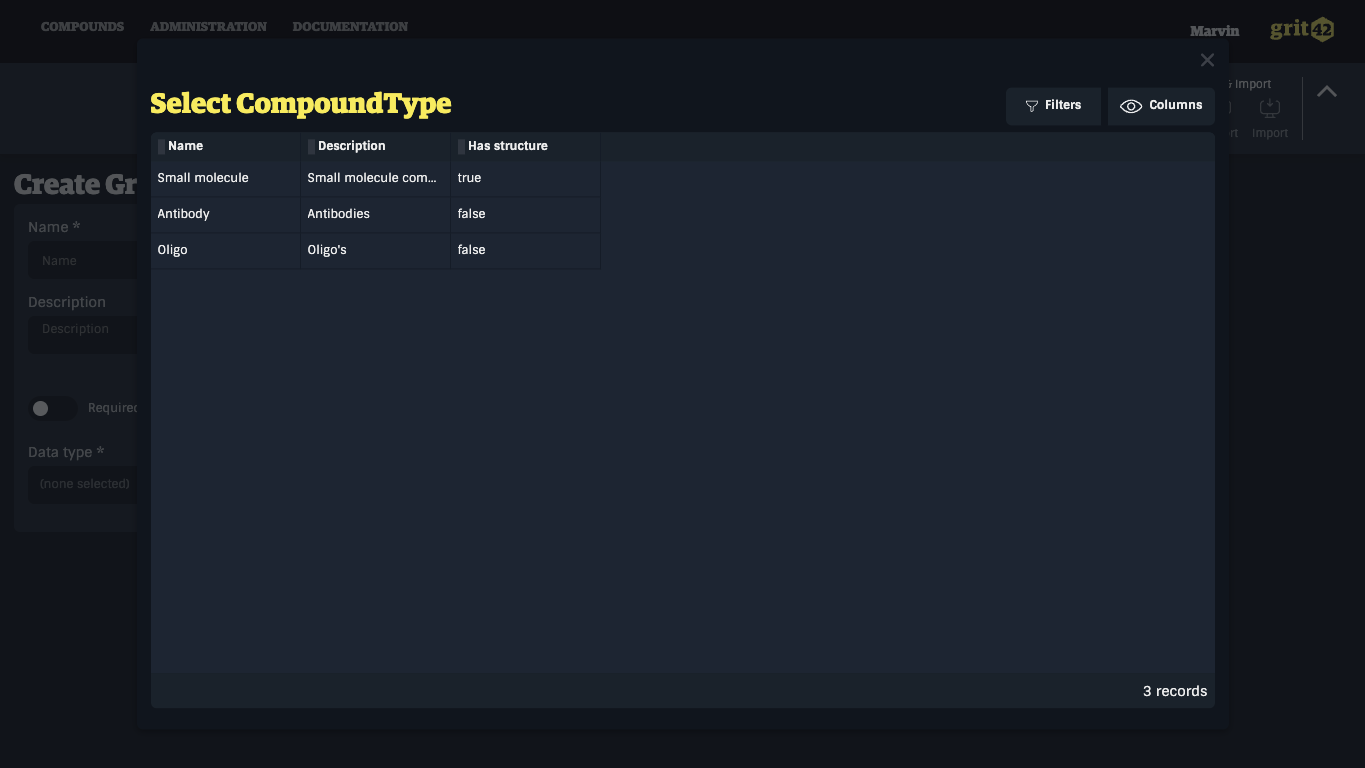 COMPOUNDS ADMINISTRATION DOCUMENTATION
Marvin grit42
Import
Import
Select CompoundType
Filters Columns
Create Gr
Name *
Name
Description
Description
Required
Data type *
(none selected)
Name Description Has structure
Small molecule Small molecule com... true
Antibody Antibodies false
Oligo Oligo's false
3 records